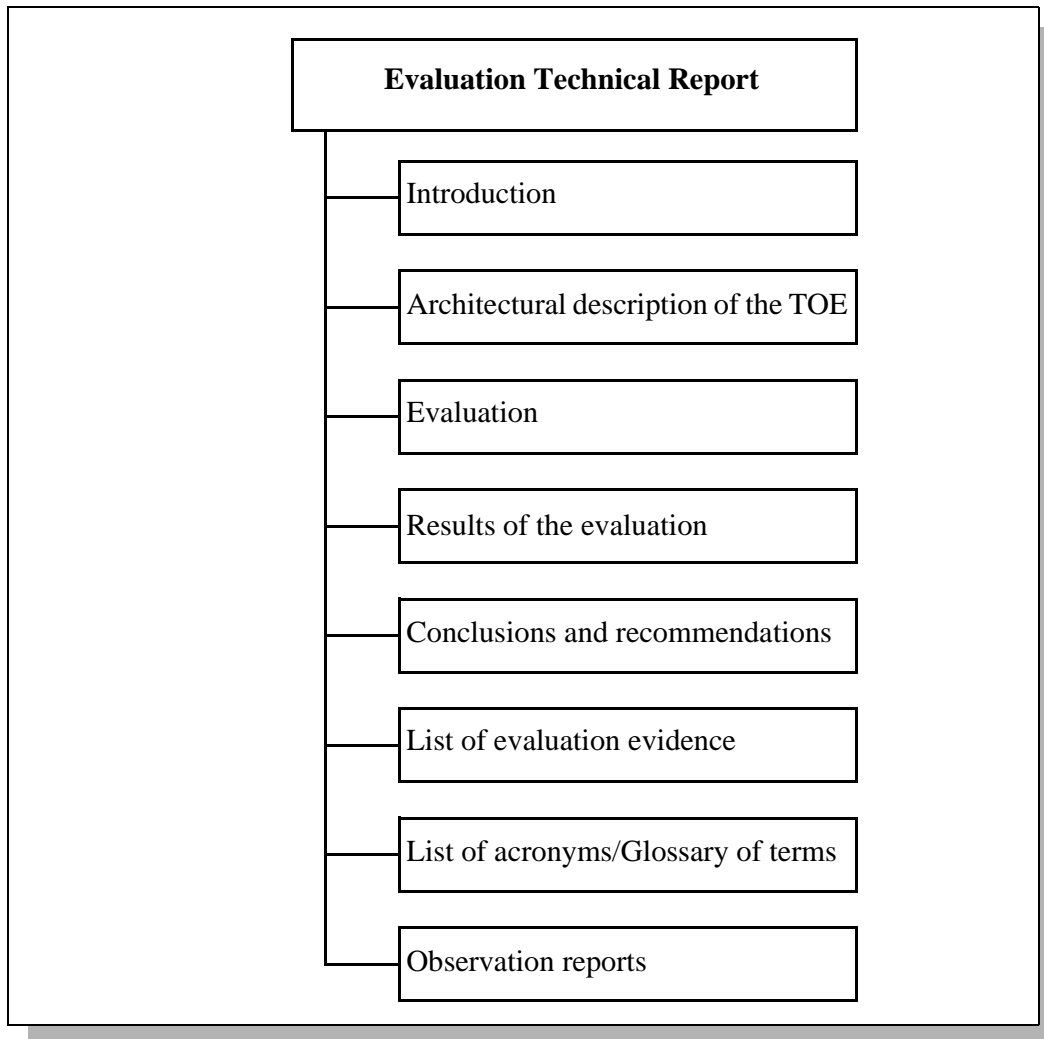 Evaluation Technical Report
Introduction
Architectural description of the TOE
Evaluation
Results of the evaluation
Conclusions and recommendations
List of evaluation evidence
List of acronyms/Glossary of terms
Observation reports